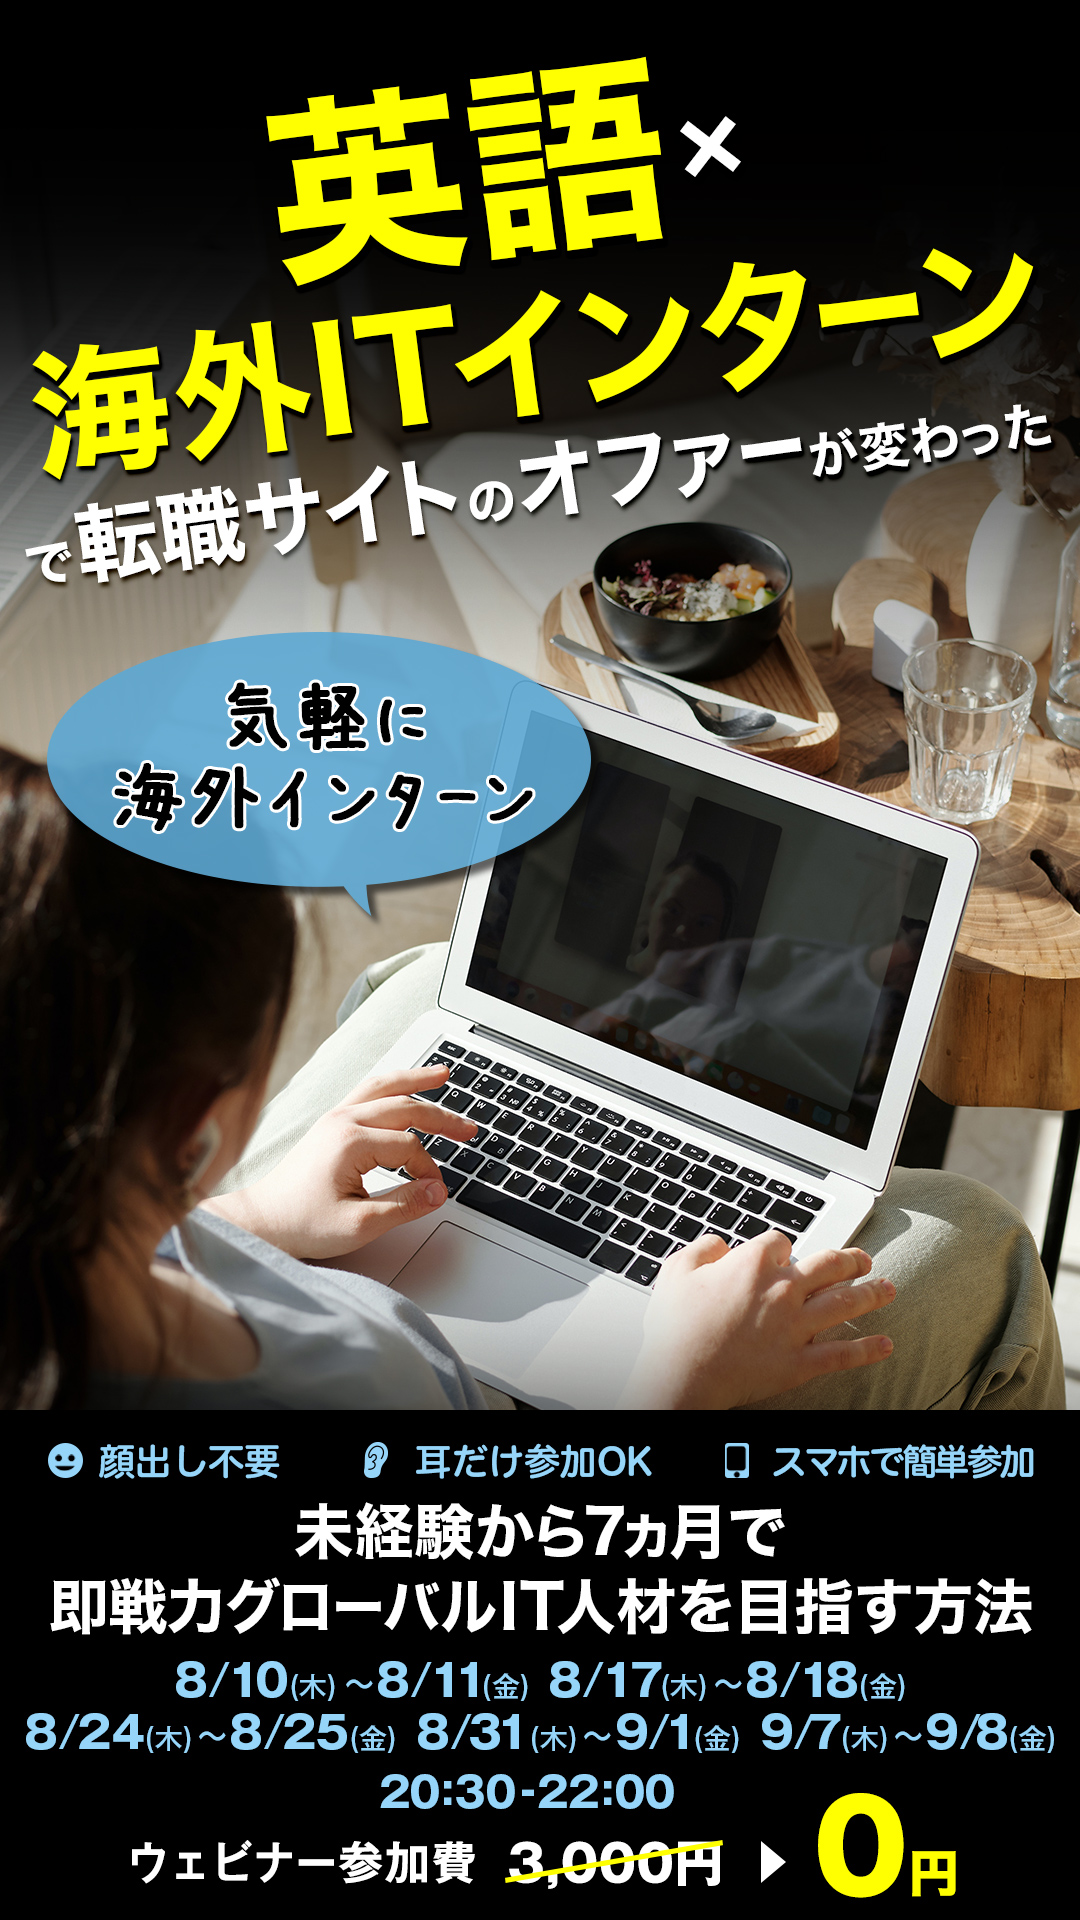 英語×
海外ITインターン
で転職サイトのオファーが変わった
気軽に
海外インターン
顔出し不要 耳だけ参加OK スマホで簡単参加
未経験から7ヵ月で
即戦力グローバルIT人材を目指す方法
8/10(木)～8/11(金) 8/17(木)～8/18(金)
8/24(木)～8/25(金) 8/31(木)～9/1(金) 9/7(木)～9/8(金)
20:30-22:00
ウェビナー参加費 3,000円 ▶ 0円